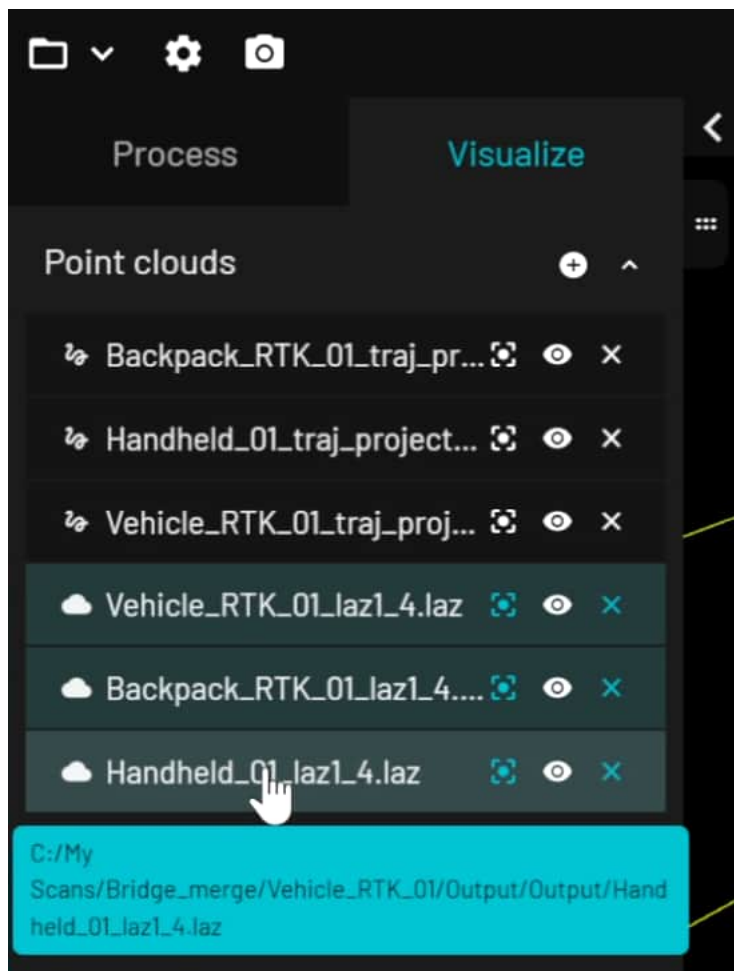 Process
Visualize
Point clouds
Backpack_RTK_01_traj_pr...
Handheld_01_traj_project...
Vehicle_RTK_01_traj_proj...
Vehicle_RTK_01_laz1_4.laz
Backpack_RTK_01_laz1_4....
Handheld_01_laz1_4.laz
C:/My
Scans/Bridge_merge/Vehicle_RTK_01/Output/Output/Hand
held_01_laz1_4.laz